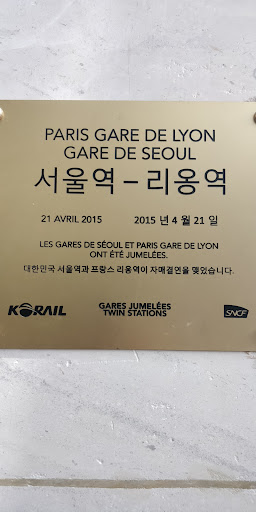 PARIS GARE DE LYON
GARE DE SEOUL
서울역 – 리옹역
21 AVRIL 2015 2015 년 4 월 21 일
LES GARES DE SÉOUL ET PARIS GARE DE LYON
ONT ÉTÉ JUMELÉES.
대한민국 서울역과 프랑스 리옹역이 자매결연을 맺었습니다.
KORAIL GARES JUMELÉES SNCF
TWIN STATIONS